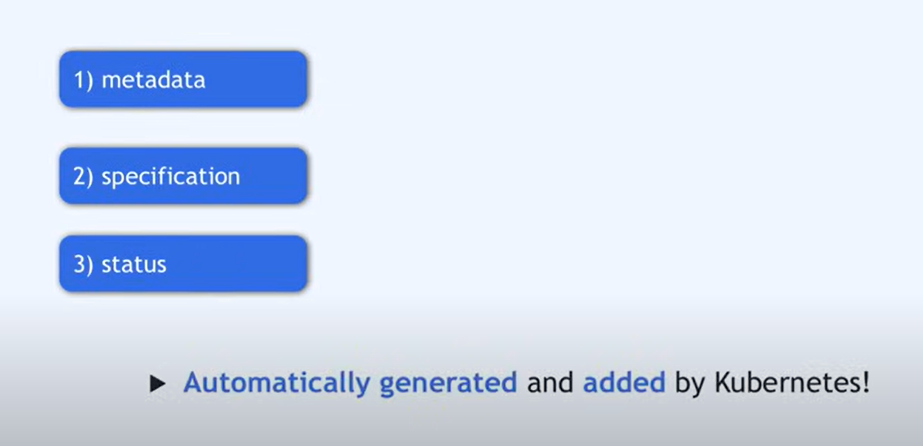 1) metadata
2) specification
3) status
▶ Automatically generated and added by Kubernetes!